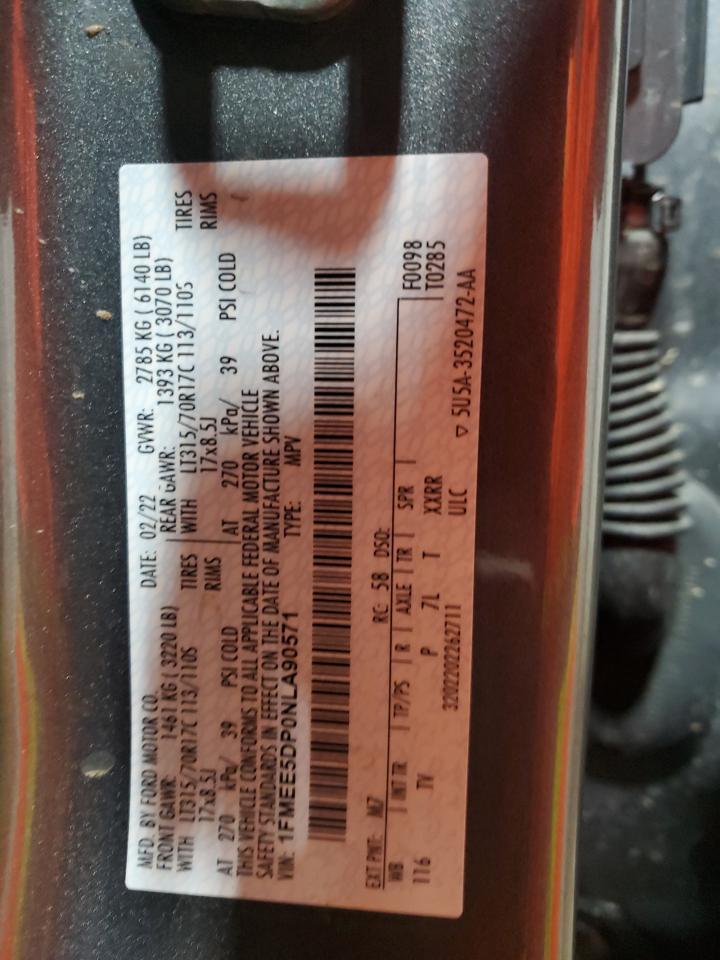 MFD. BY FORD MOTOR CO. DATE: 02/22 GVWR: 2785 KG ( 6140 LB)
FRONT GAWR: 1461 KG ( 3220 LB) REAR GAWR: 1393 KG ( 3070 LB)
WITH LT315/70R17C 113/110S TIRES WITH LT315/70R17C 113/110S TIRES
17x8.5J RIMS 17x8.5J RIMS
AT 270 kPa/ 39 PSI COLD AT 270 kPa/ 39 PSI COLD
THIS VEHICLE CONFORMS TO ALL APPLICABLE FEDERAL MOTOR VEHICLE
SAFETY STANDARDS IN EFFECT ON THE DATE OF MANUFACTURE SHOWN ABOVE.
VIN: 1FMEE5DP0NLA90571 TYPE: MPV
EXT PNT: M7 RC: 58 DSO:
WB INT TR TP/PS R AXLE TR SPR F0098
116 TV P 7L T XXRR T0285
3202202262711 ULC
▽ 5U5A-3520472-AA